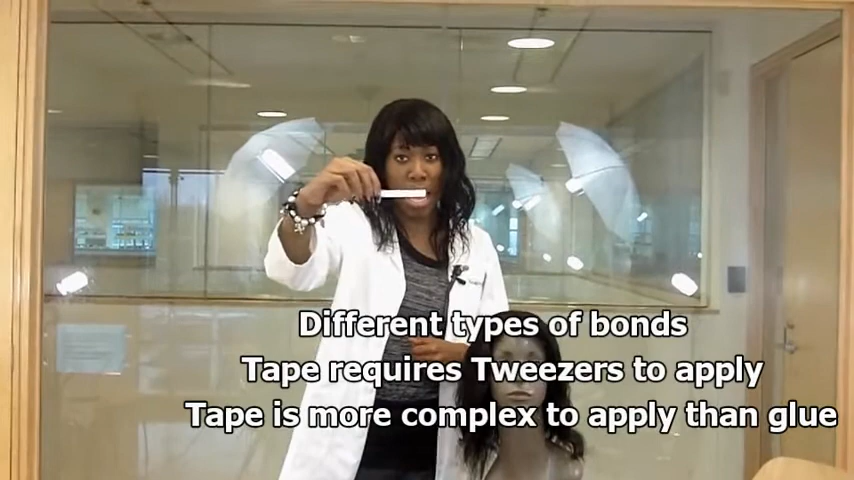 Different types of bonds
Tape requires Tweezers to apply
Tape is more complex to apply than glue